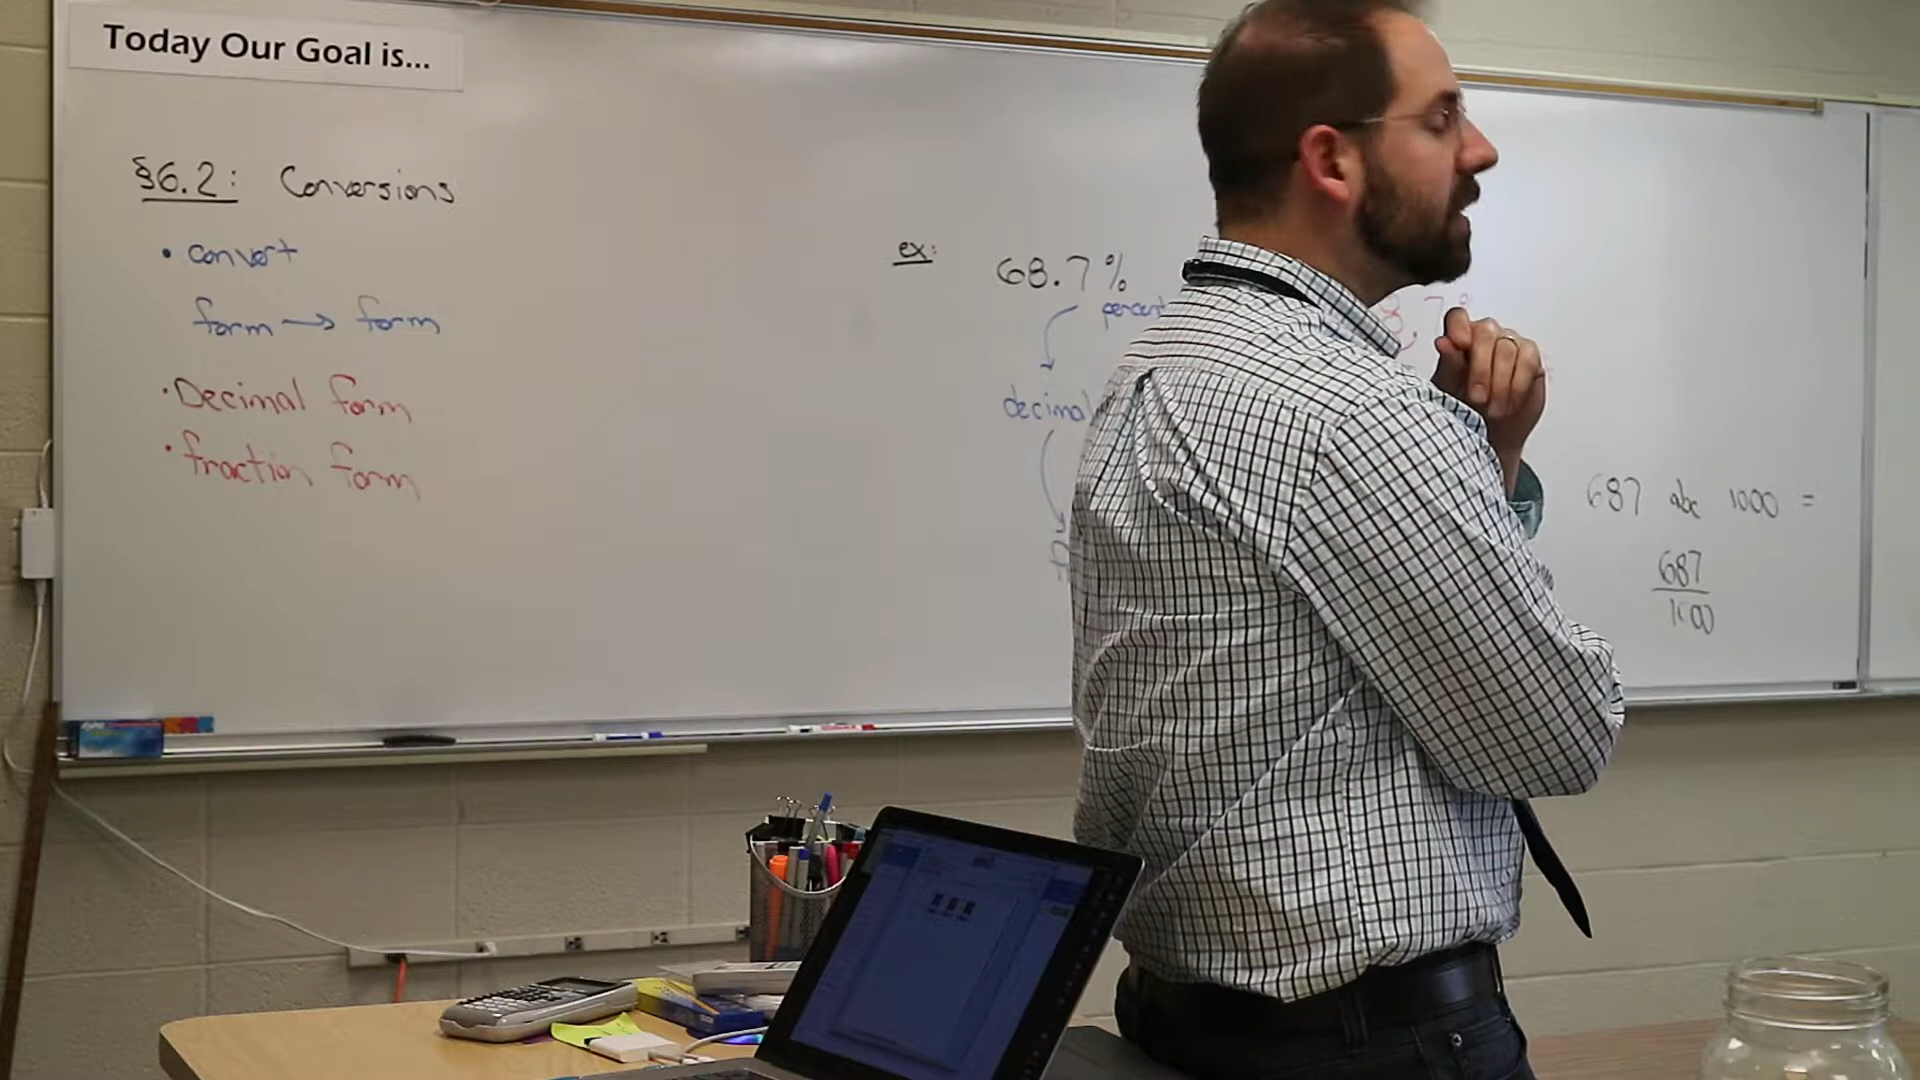 Today Our Goal is...
§6.2: Conversions
• convert
form → form
• Decimal form
• fraction form
ex: 68.7%
percent
decimal
687 abc 1000 =
687
1000